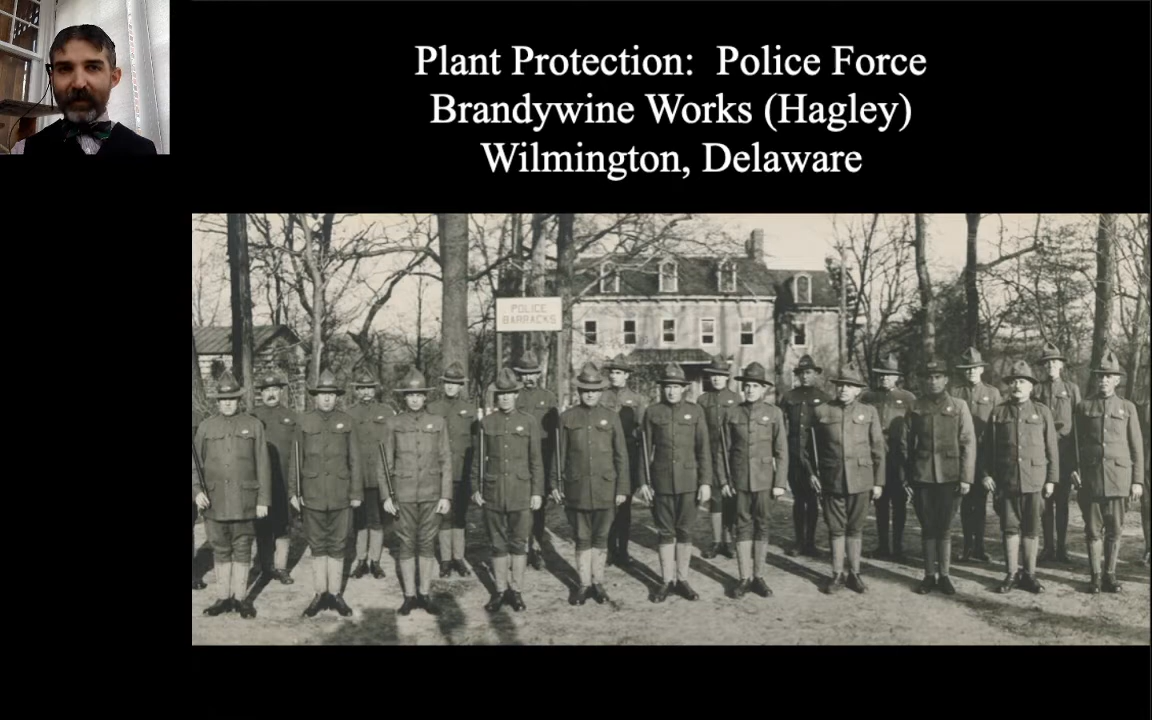 Plant Protection: Police Force
Brandywine Works (Hagley)
Wilmington, Delaware
POLICE
BARRACKS